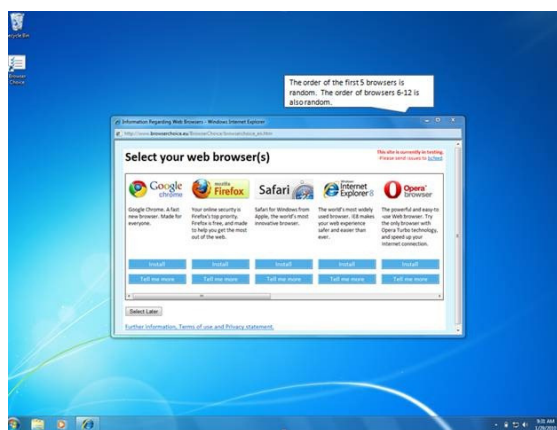 Recycle Bin
Browser
Choice
The order of the first 5 browsers is
random. The order of browsers 6-12 is
also random.
Information Regarding Web Browsers - Windows Internet Explorer
http://www.browserchoice.eu/BrowserChoice/browserchoice_en.htm
Select your web browser(s)
This site is currently in testing.
Please send issues to
Google
chrome
mozilla
Firefox
Safari
Internet
Explorer 8
Opera
browser
Google Chrome. A fast
new browser. Made for
everyone.
Your online security is
Firefox's top priority.
Firefox is free, and made
to help you get the most
out of the web.
Safari for Windows from
Apple, the world's most
innovative browser.
The world's most widely
used browser, IE8 makes
your web experience
safer and easier than
ever.
The powerful and easy-to
-use Web browser. Try
the only browser with
Opera Turbo technology,
and speed up your
internet connection.
Install
Install
Install
Install
Install
Tell me more
Tell me more
Tell me more
Tell me more
Tell me more
Select Later
Further Information, Terms of use and Privacy statement.
9:01 AM